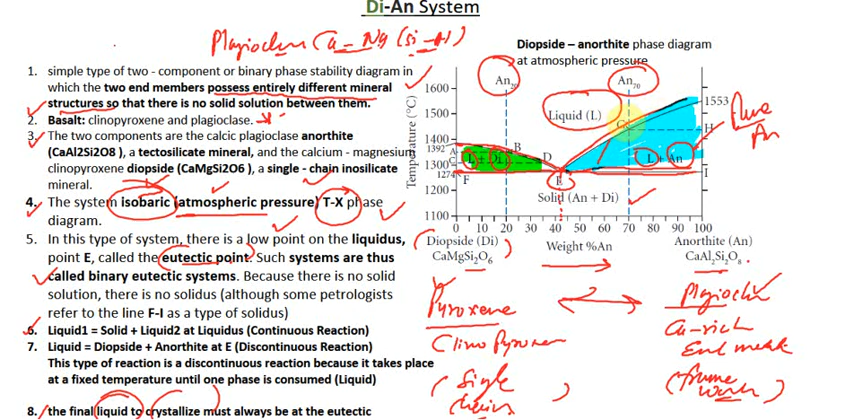 Di-An System
Plagioclase Ca - Na (Si - Al)
1. simple type of two - component or binary phase stability diagram in
which the two end members possess entirely different mineral
structures so that there is no solid solution between them.
2. Basalt: clinopyroxene and plagioclase.
3. The two components are the calcic plagioclase anorthite
(CaAl2Si2O8), a tectosilicate mineral, and the calcium - magnesium
clinopyroxene diopside (CaMgSi2O6), a single - chain inosilicate
mineral.
4. The system isobaric (atmospheric pressure) T-X phase
diagram.
5. In this type of system, there is a low point on the liquidus,
point E, called the eutectic point. Such systems are thus
called binary eutectic systems. Because there is no solid
solution, there is no solidus (although some petrologists
refer to the line F-I as a type of solidus)
6. Liquid1 = Solid + Liquid2 at Liquidus (Continuous Reaction)
7. Liquid = Diopside + Anorthite at E (Discontinuous Reaction)
This type of reaction is a discontinuous reaction because it takes place
at a fixed temperature until one phase is consumed (Liquid)
8. the final liquid to crystallize must always be at the eutectic
Diopside – anorthite phase diagram
at atmospheric pressure
Temperature (°C)
1600
1500
1400
1392
1300
1274
1200
1100
An20
An70
1553
Liquid (L)
G
H
A
B
C
D
L + Di
L + An
E
F
I
Solid (An + Di)
0 10 20 30 40 50 60 70 80 90 100
Diopside (Di)
CaMgSi2O6
Weight %An
Anorthite (An)
CaAl2Si2O8
An
Pyroxene
Clino Pyroxene
(Single
chain)
Ca-rich
End memb
(frame
work)